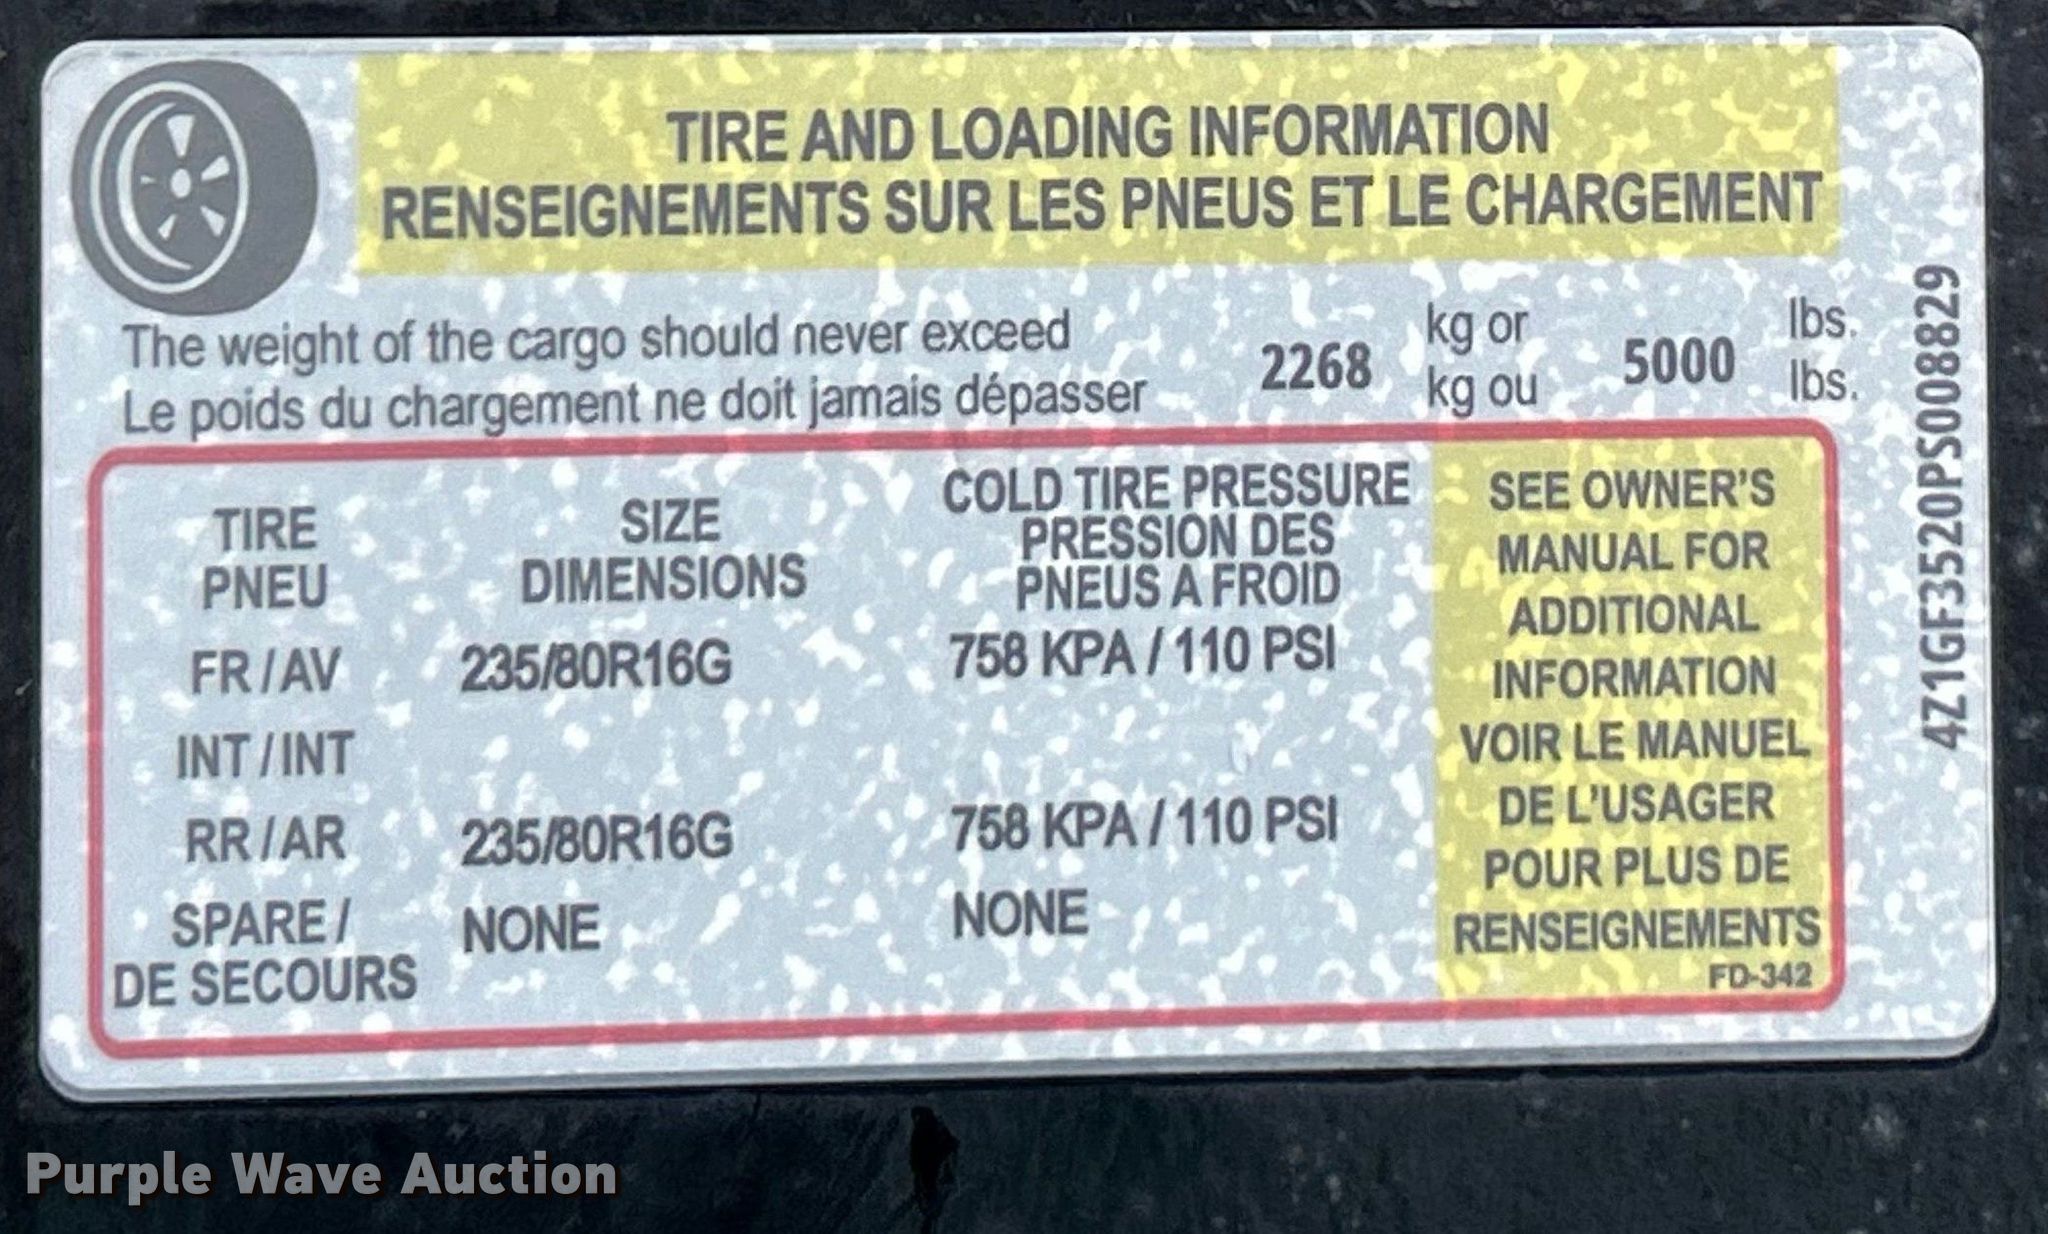 TIRE AND LOADING INFORMATION
RENSEIGNEMENTS SUR LES PNEUS ET LE CHARGEMENT
The weight of the cargo should never exceed 2268 kg or 5000 lbs.
Le poids du chargement ne doit jamais dépasser kg ou lbs.
TIRE SIZE COLD TIRE PRESSURE
PNEU DIMENSIONS PRESSION DES
PNEUS A FROID
FR / AV 235/80R16G 758 KPA / 110 PSI
INT / INT
RR / AR 235/80R16G 758 KPA / 110 PSI
SPARE / NONE NONE
DE SECOURS
SEE OWNER'S
MANUAL FOR
ADDITIONAL
INFORMATION
VOIR LE MANUEL
DE L'USAGER
POUR PLUS DE
RENSEIGNEMENTS
FD-342
4Z1GF3520PS008829
Purple Wave Auction